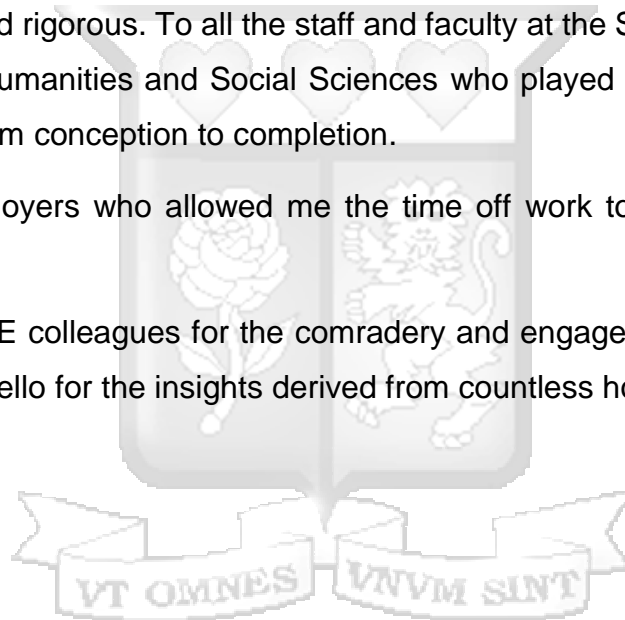 d rigorous. To all the staff and faculty at the S
umanities and Social Sciences who played
m conception to completion.
oyers who allowed me the time off work to
E colleagues for the comradery and engage
ello for the insights derived from countless ho
VT OMNES VNVM SINT